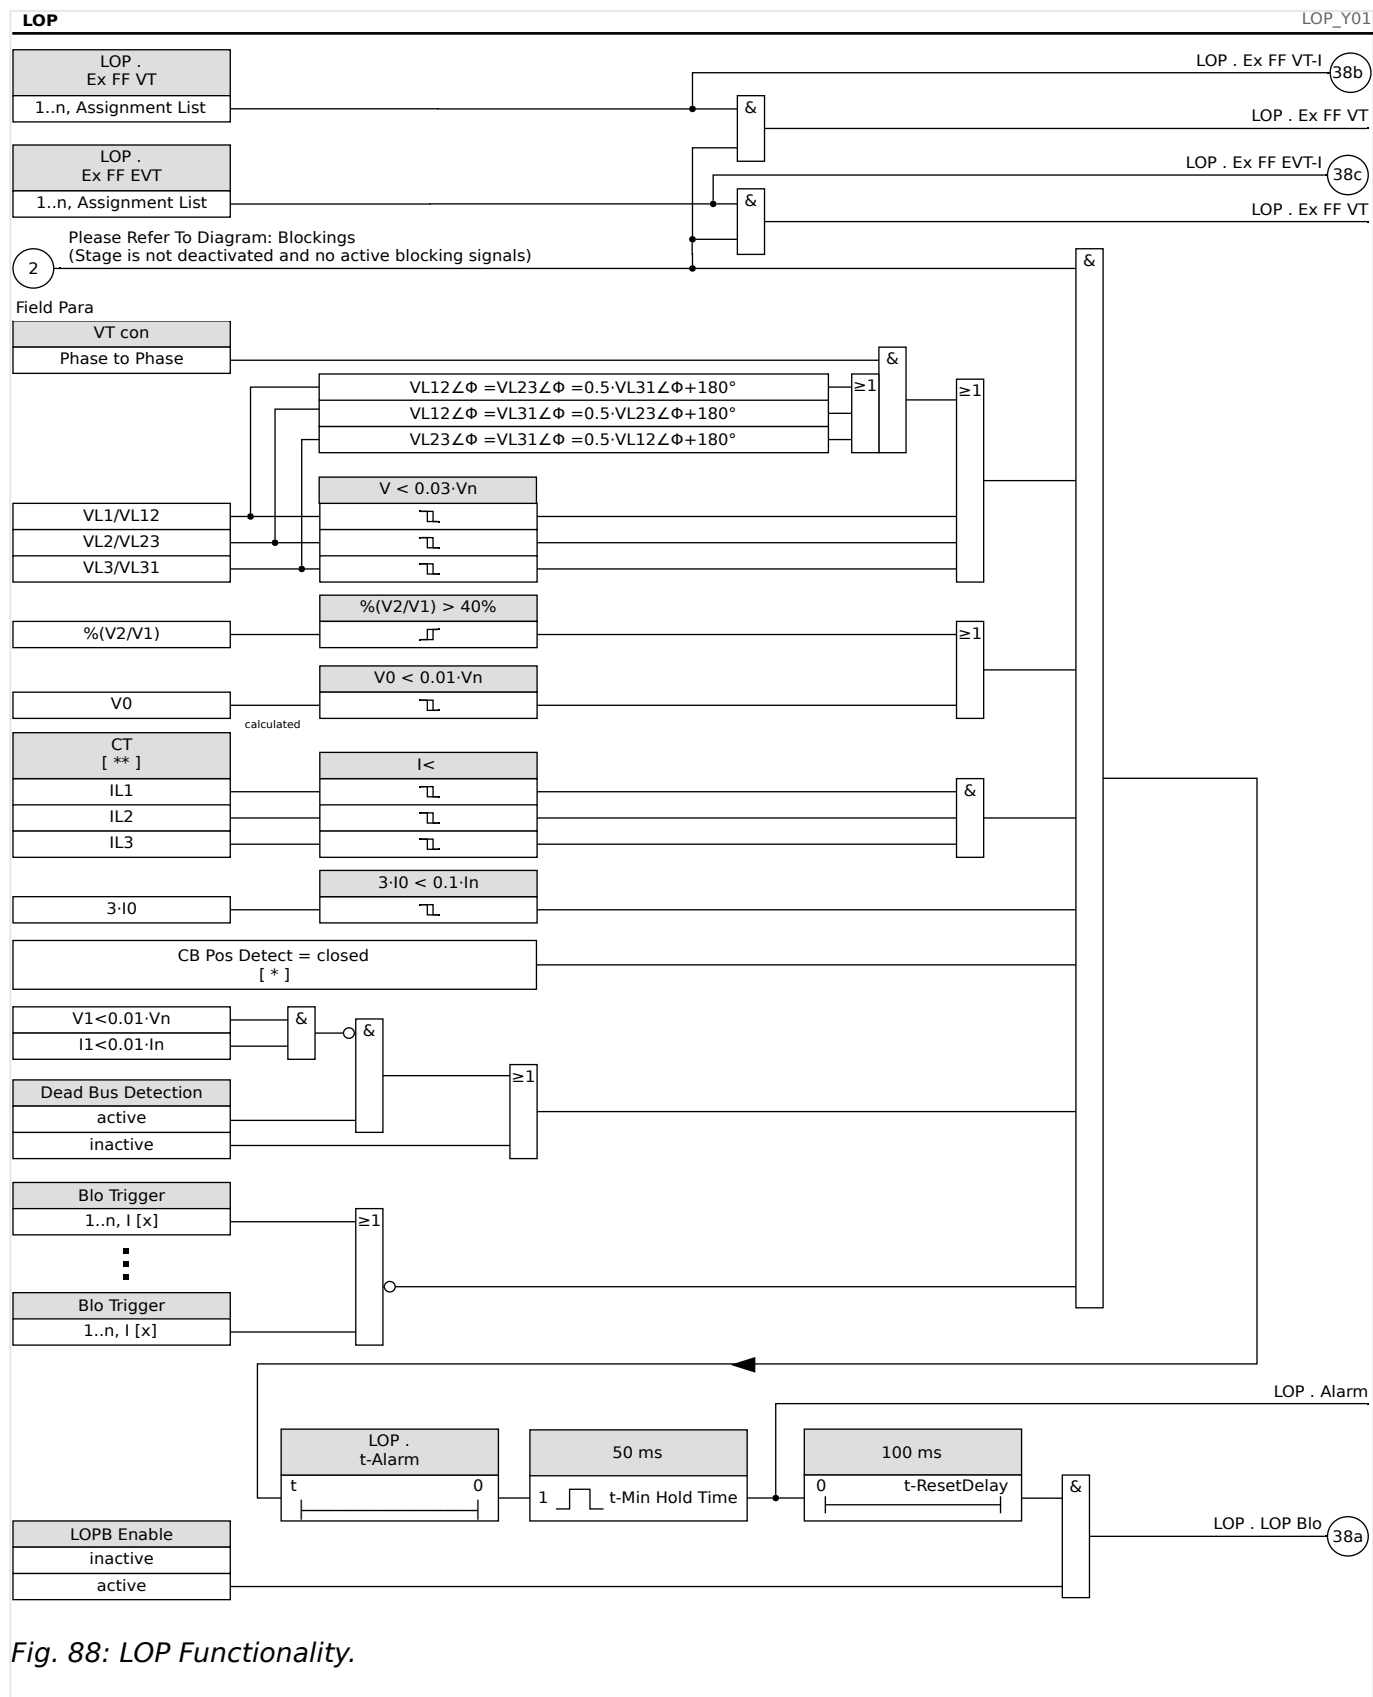 LOP
LOP_Y01
LOP .
Ex FF VT
1..n, Assignment List
LOP . Ex FF VT-I
38b
&
LOP . Ex FF VT
LOP .
Ex FF EVT
1..n, Assignment List
LOP . Ex FF EVT-I
38c
&
LOP . Ex FF VT
Please Refer To Diagram: Blockings
(Stage is not deactivated and no active blocking signals)
2
&
Field Para
VT con
Phase to Phase
&
VL12∠Φ =VL23∠Φ =0.5·VL31∠Φ+180°
≥1
≥1
VL12∠Φ =VL31∠Φ =0.5·VL23∠Φ+180°
VL23∠Φ =VL31∠Φ =0.5·VL12∠Φ+180°
V < 0.03·Vn
VL1/VL12
VL2/VL23
VL3/VL31
%(V2/V1) > 40%
%(V2/V1)
≥1
V0 < 0.01·Vn
V0
calculated
CT
[ ** ]
I<
IL1
&
IL2
IL3
3·I0 < 0.1·In
3·I0
CB Pos Detect = closed
[ * ]
V1<0.01·Vn
&
&
I1<0.01·In
≥1
Dead Bus Detection
active
inactive
Blo Trigger
1..n, I [x]
≥1
Blo Trigger
1..n, I [x]
LOP . Alarm
LOP .
t-Alarm
50 ms
100 ms
t 0
1 t-Min Hold Time
0 t-ResetDelay
&
LOPB Enable
inactive
active
LOP . LOP Blo
38a
Fig. 88: LOP Functionality.